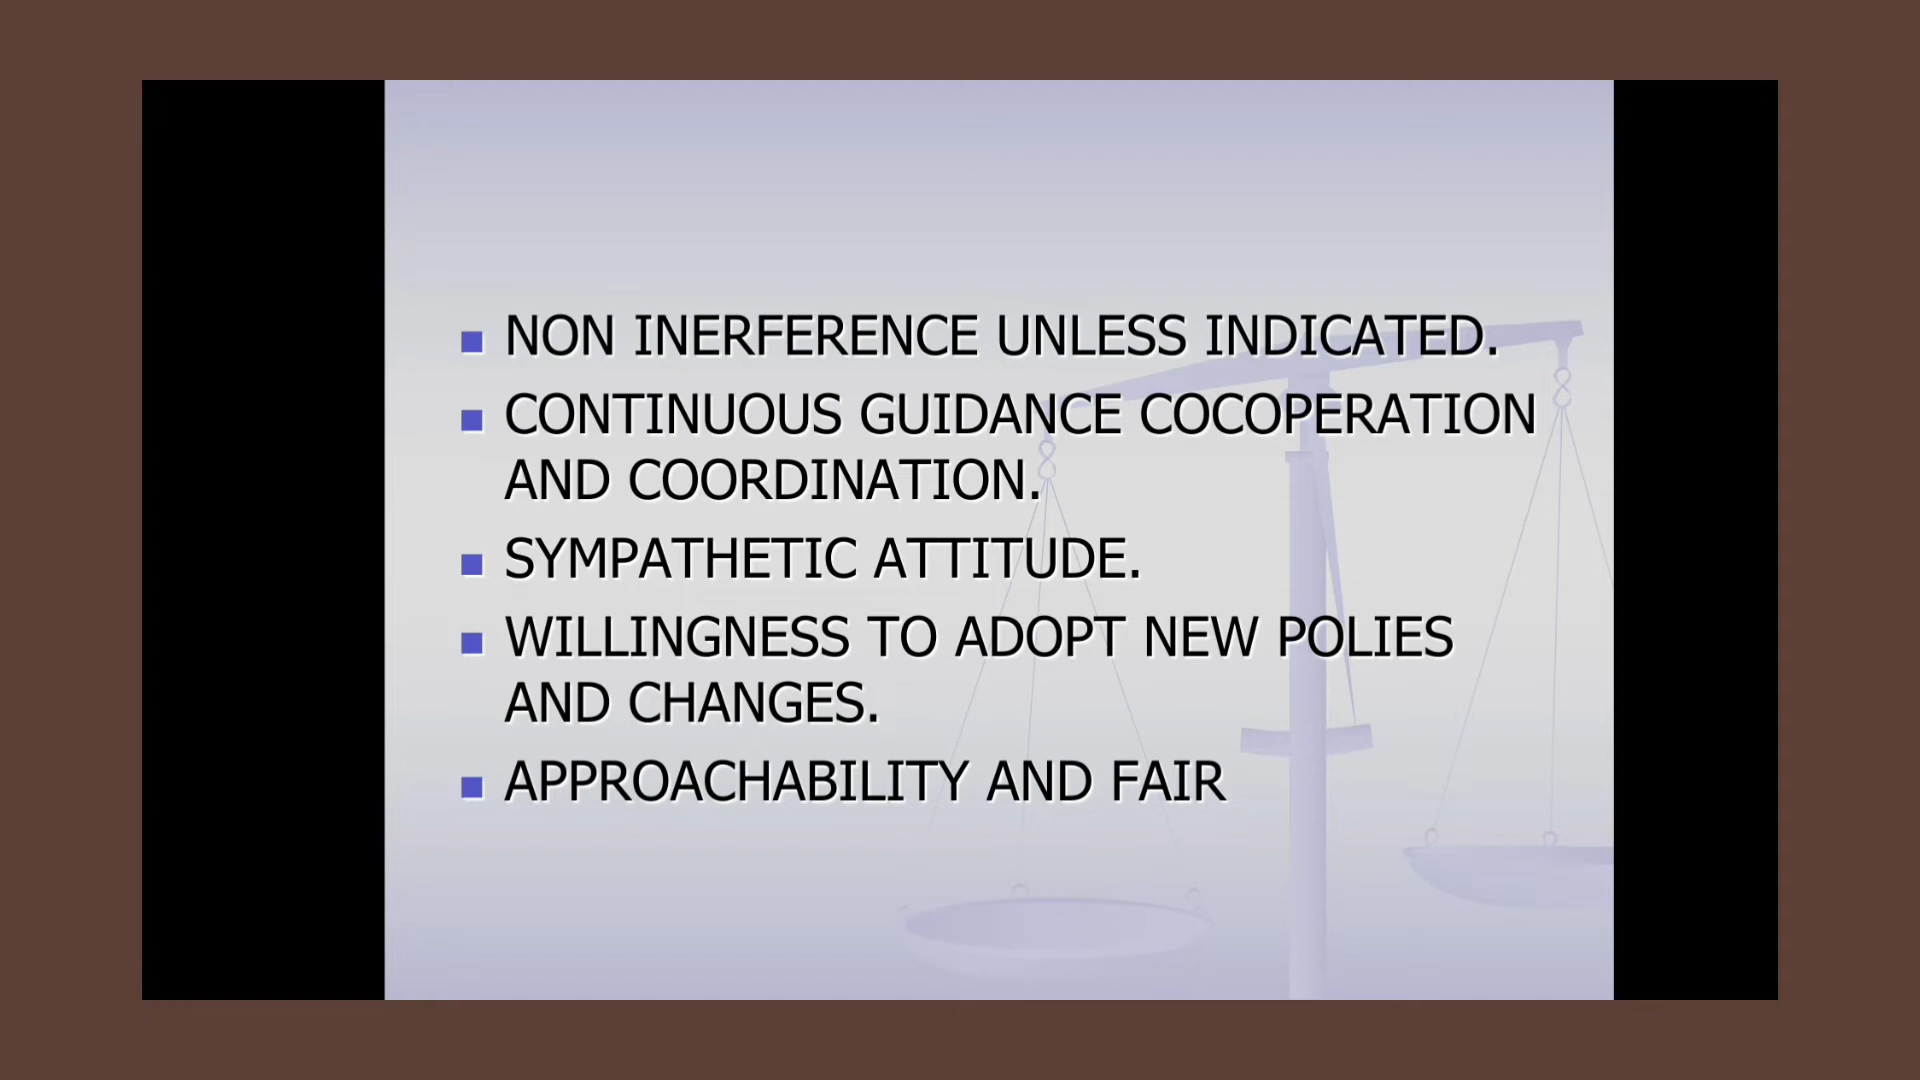 NON INERFERENCE UNLESS INDICATED.
CONTINUOUS GUIDANCE COCOPERATION
AND COORDINATION.
SYMPATHETIC ATTITUDE.
WILLINGNESS TO ADOPT NEW POLIES
AND CHANGES.
APPROACHABILITY AND FAIR